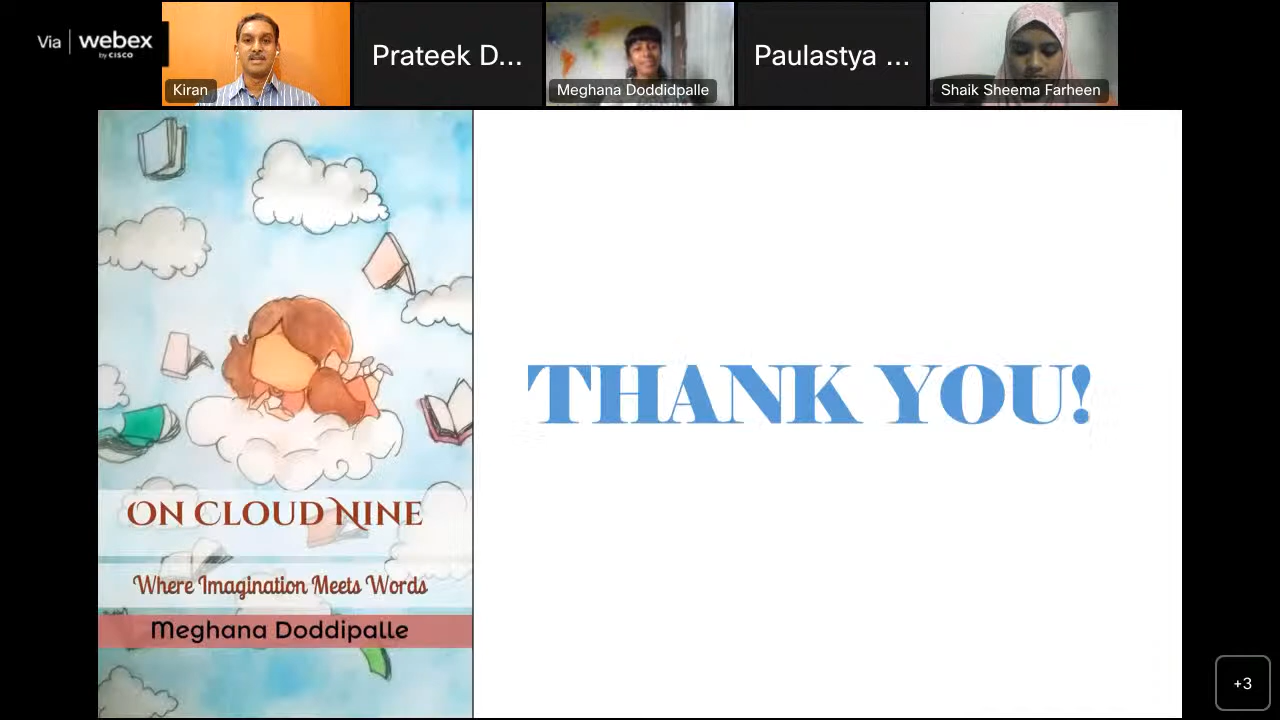 Via webex
by CISCO
Kiran
Prateek D...
Meghana Doddidpalle
Paulastya ...
Shaik Sheema Farheen
THANK YOU!
ON CLOUD NINE
Where Imagination Meets Words
Meghana Doddipalle
+3